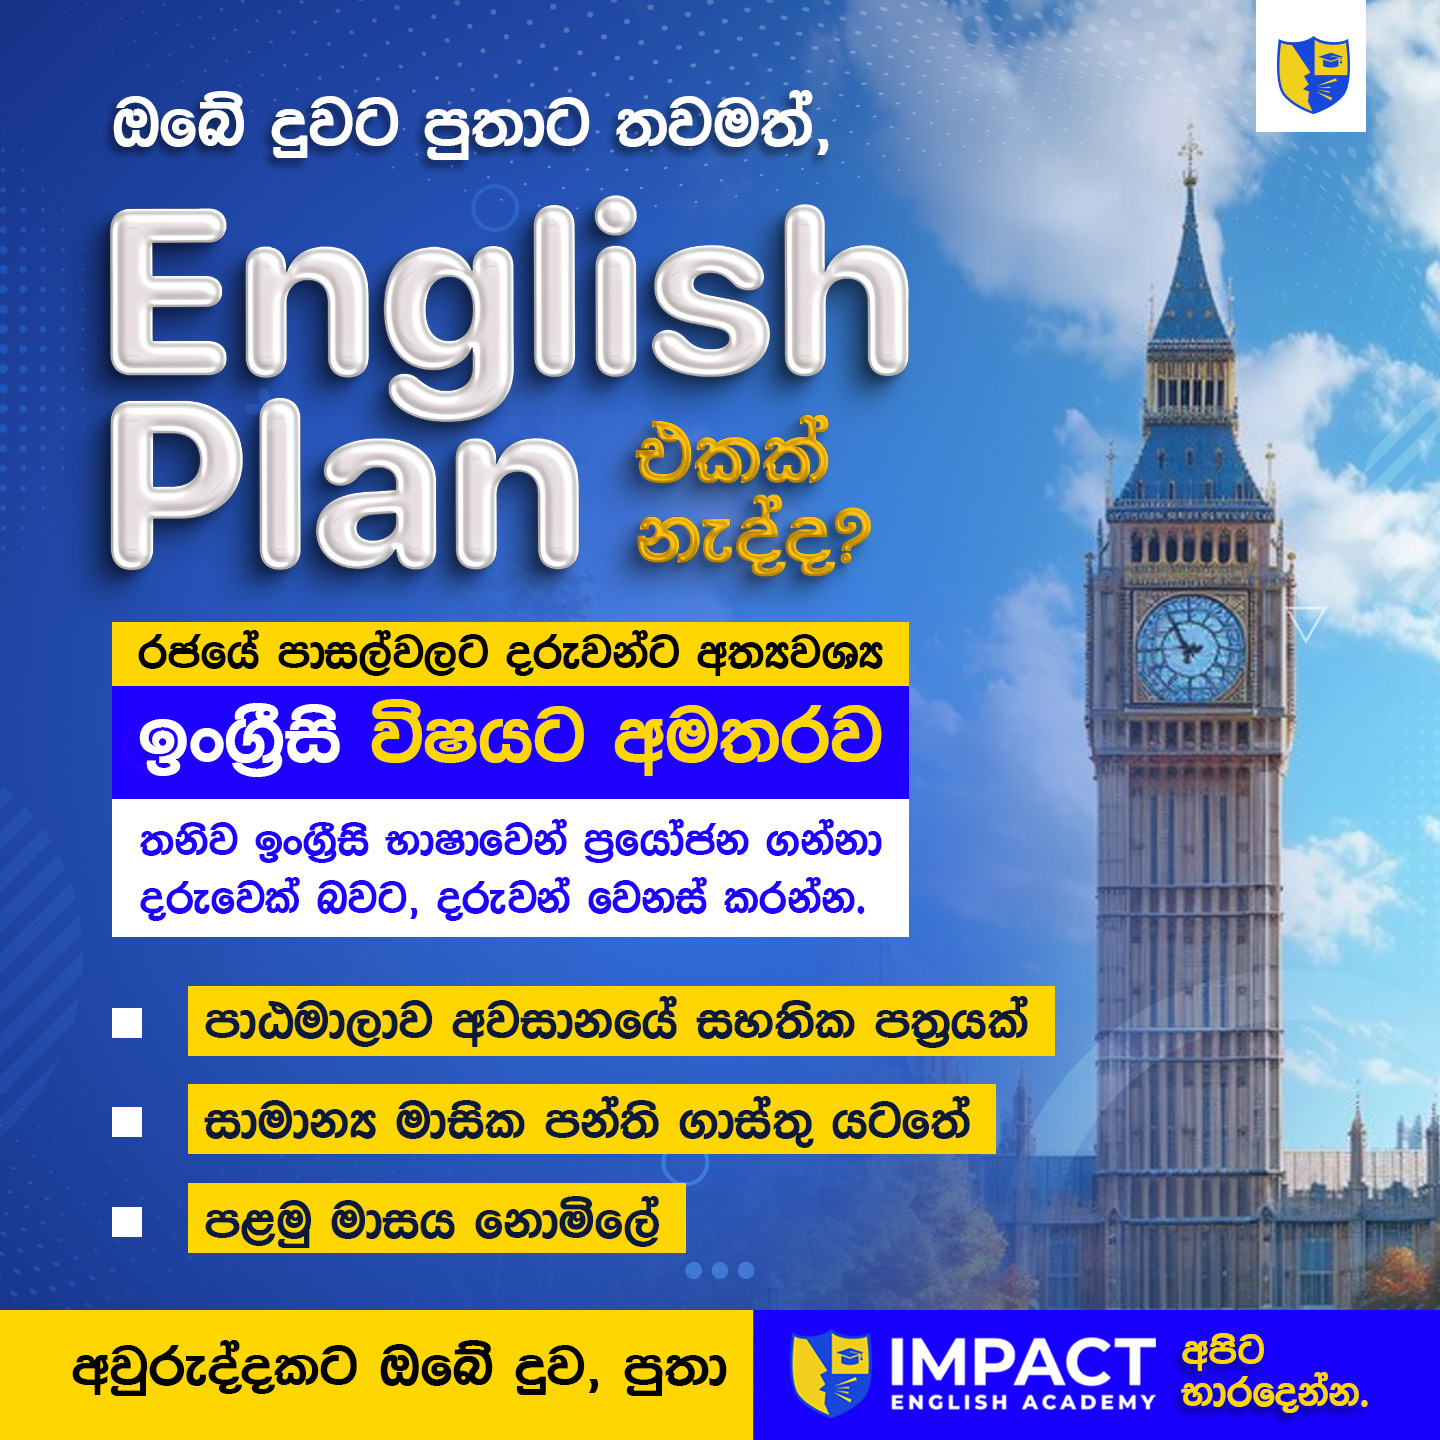 ඔබේ දුවට පුතාට තවමත්,
English
Plan එකක්
නැද්ද?
රජයේ පාසල්වලට දරුවන්ට අත්‍යවශ්‍ය
ඉංග්‍රීසි විෂයට අමතරව
තනිව ඉංග්‍රීසි භාෂාවෙන් ප්‍රයෝජන ගන්නා
දරුවෙක් බවට, දරුවන් වෙනස් කරන්න.
පාඨමාලාව අවසානයේ සහතික පත්‍රයක්
සාමාන්‍ය මාසික පන්ති ගාස්තු යටතේ
පළමු මාසය නොමිලේ
අවුරුද්දකට ඔබේ දුව, පුතා
IMPACT
ENGLISH ACADEMY
අපිට
භාරදෙන්න.